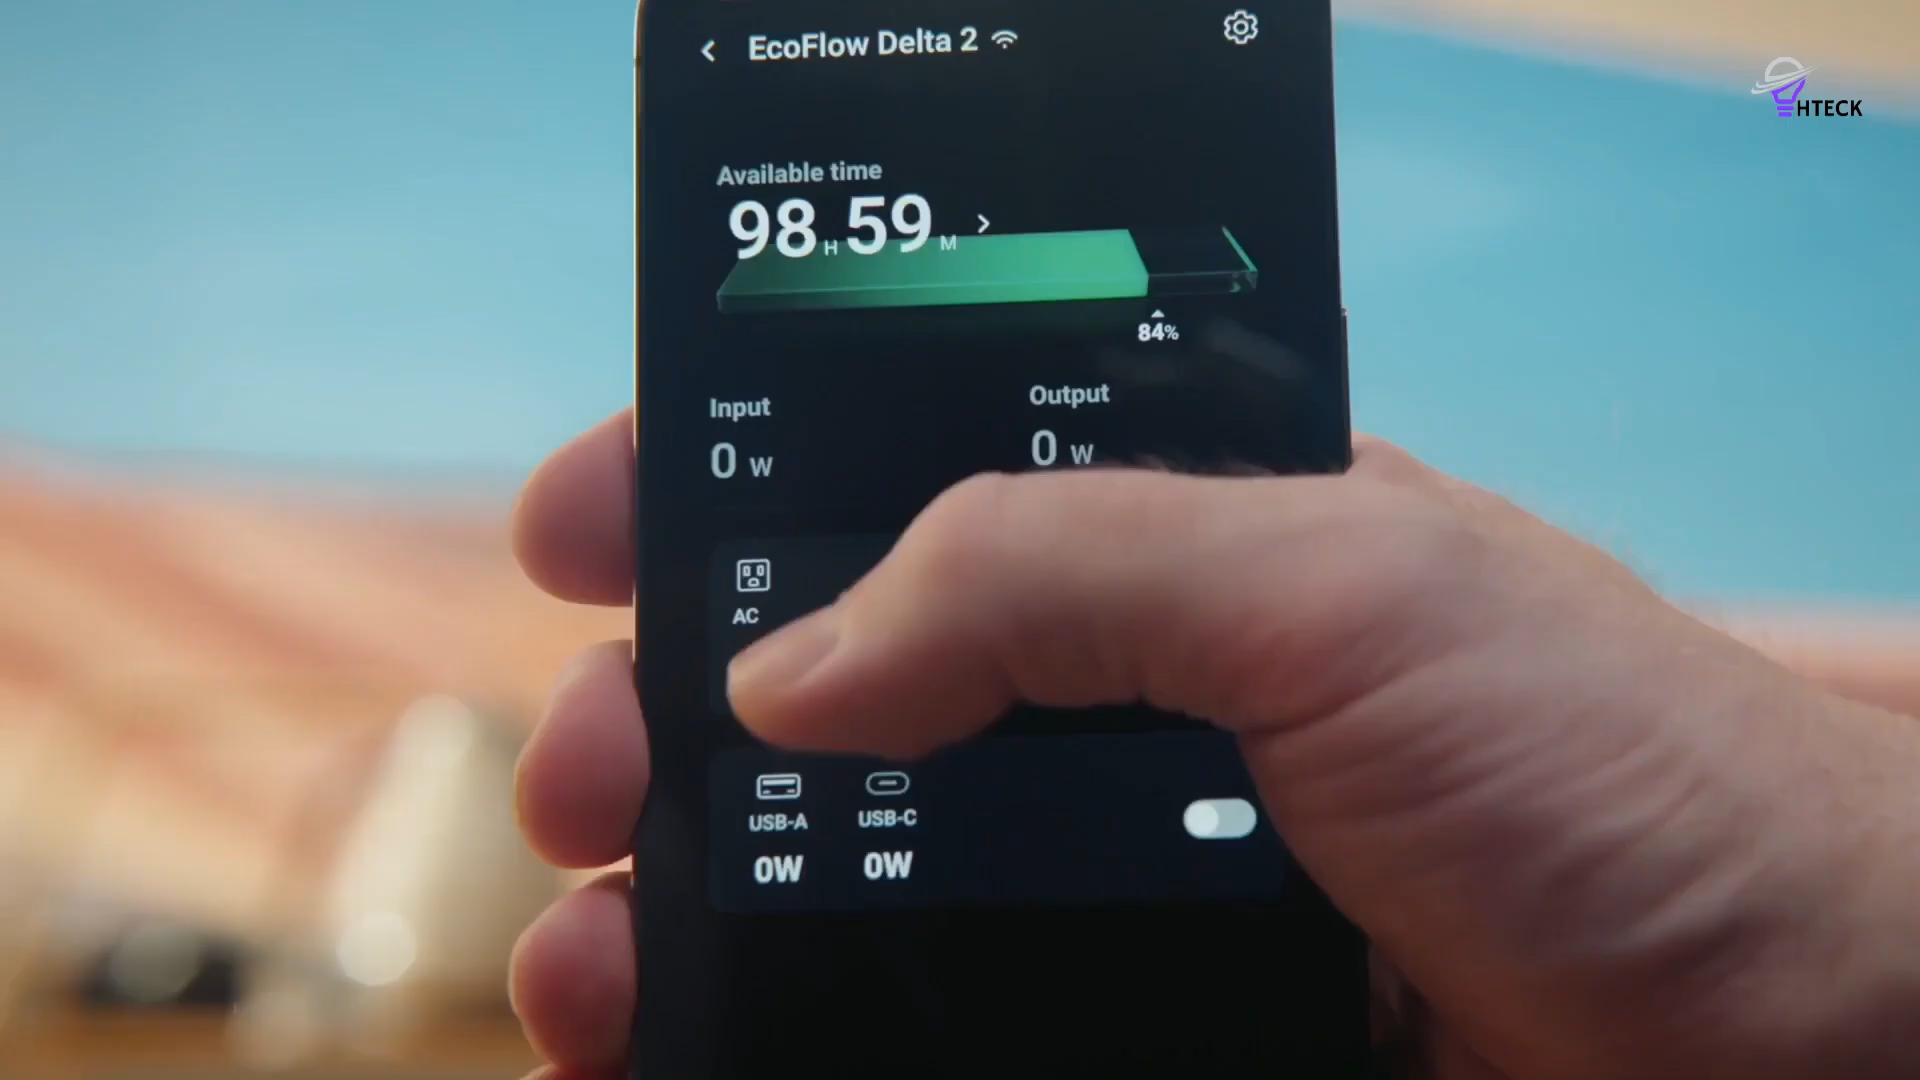 EcoFlow Delta 2
HTECK
Available time
98 H 59 M
84%
Input
Output
0 W
0 W
AC
USB-A
USB-C
0W
0W